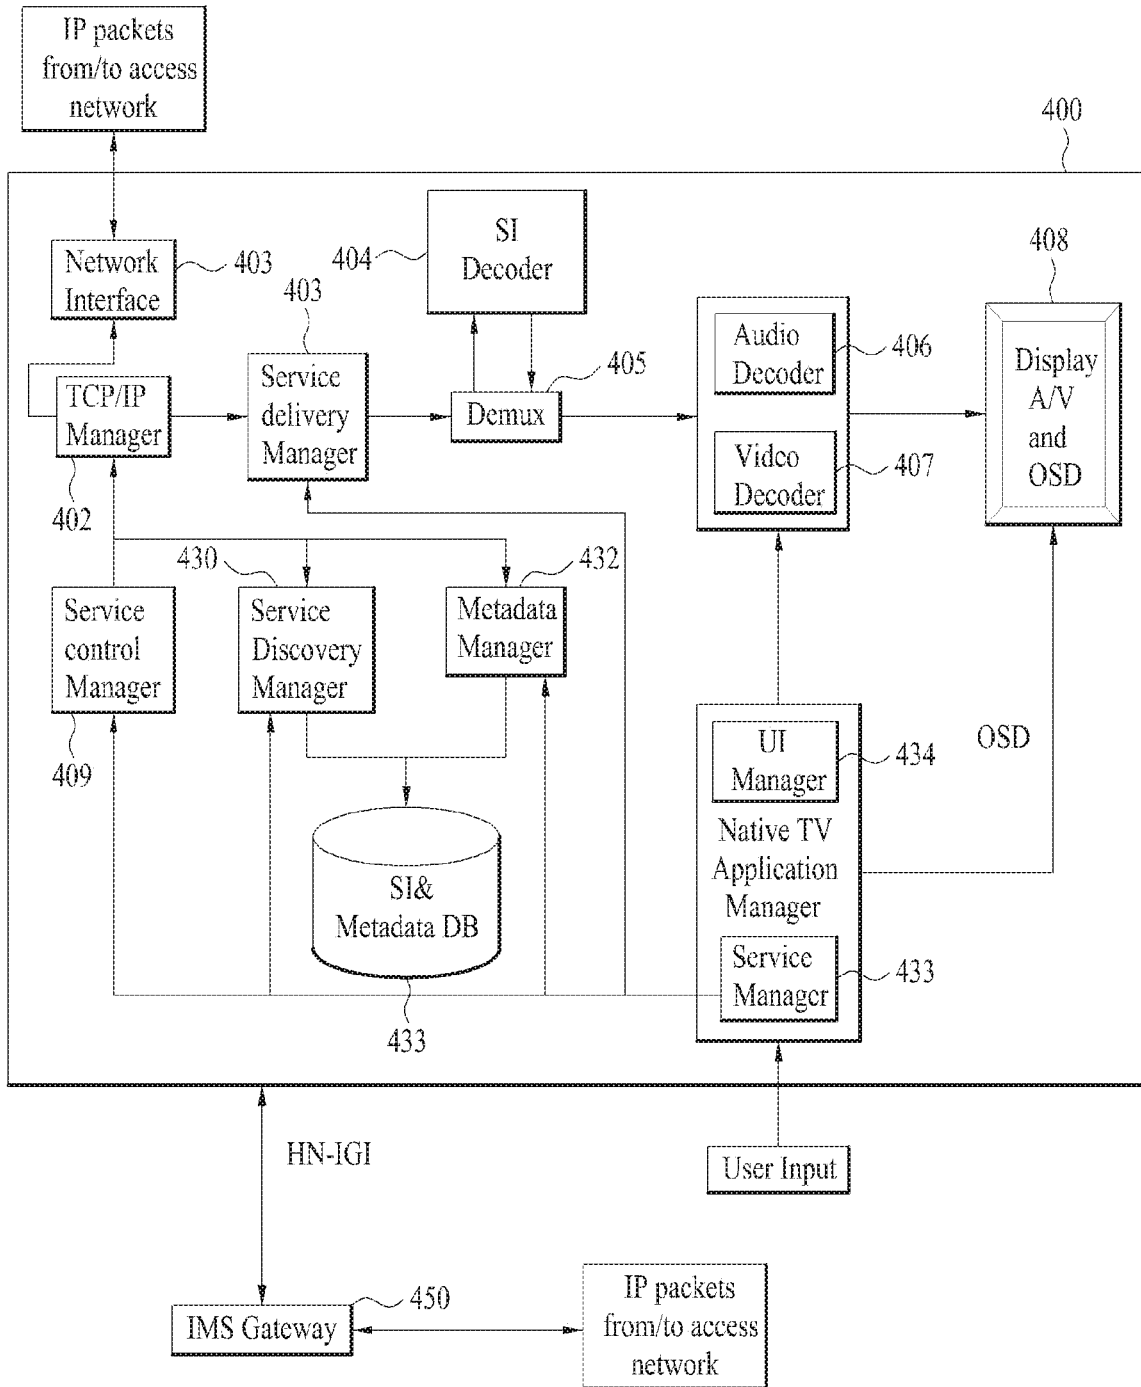 IP packets
from/to access
network
400
Network
Interface
403
SI
Decoder
404
408
403
Service
delivery
Manager
TCP/IP
Manager
402
405
Demux
Audio
Decoder
406
Video
Decoder
407
Display
A/V
and
OSD
430
432
Service
control
Manager
409
Service
Discovery
Manager
Metadata
Manager
UI
Manager
434
OSD
Native TV
Application
Manager
SI&
Metadata DB
433
Service
Manager
433
HN-IGI
User Input
450
IMS Gateway
IP packets
from/to access
network